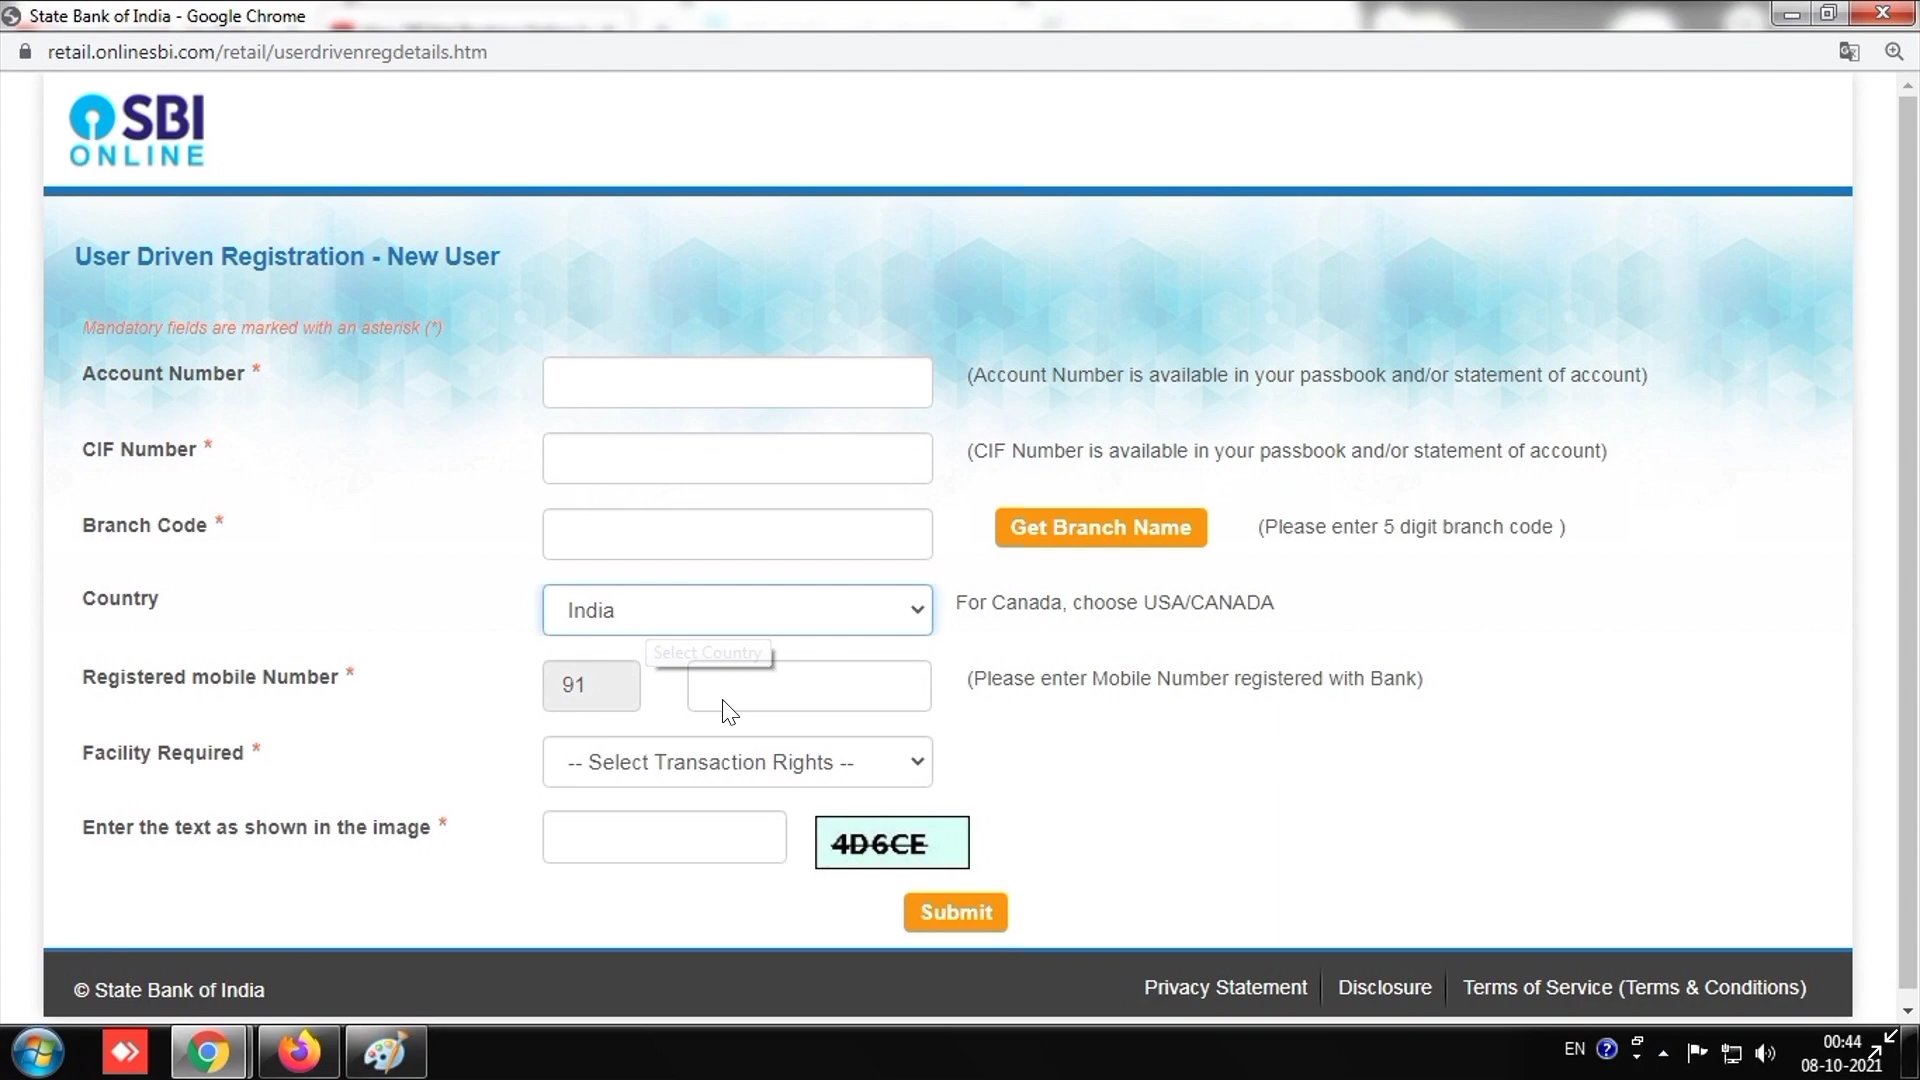 State Bank of India - Google Chrome
retail.onlinesbi.com/retail/userdrivenregdetails.htm
SBI
ONLINE
User Driven Registration - New User
Mandatory fields are marked with an asterisk (*)
Account Number * (Account Number is available in your passbook and/or statement of account)
CIF Number * (CIF Number is available in your passbook and/or statement of account)
Branch Code * Get Branch Name (Please enter 5 digit branch code )
Country India For Canada, choose USA/CANADA
Select Country
Registered mobile Number * 91 (Please enter Mobile Number registered with Bank)
Facility Required * -- Select Transaction Rights --
Enter the text as shown in the image * 4D6CE
Submit
© State Bank of India Privacy Statement Disclosure Terms of Service (Terms & Conditions)
EN 00:44
08-10-2021